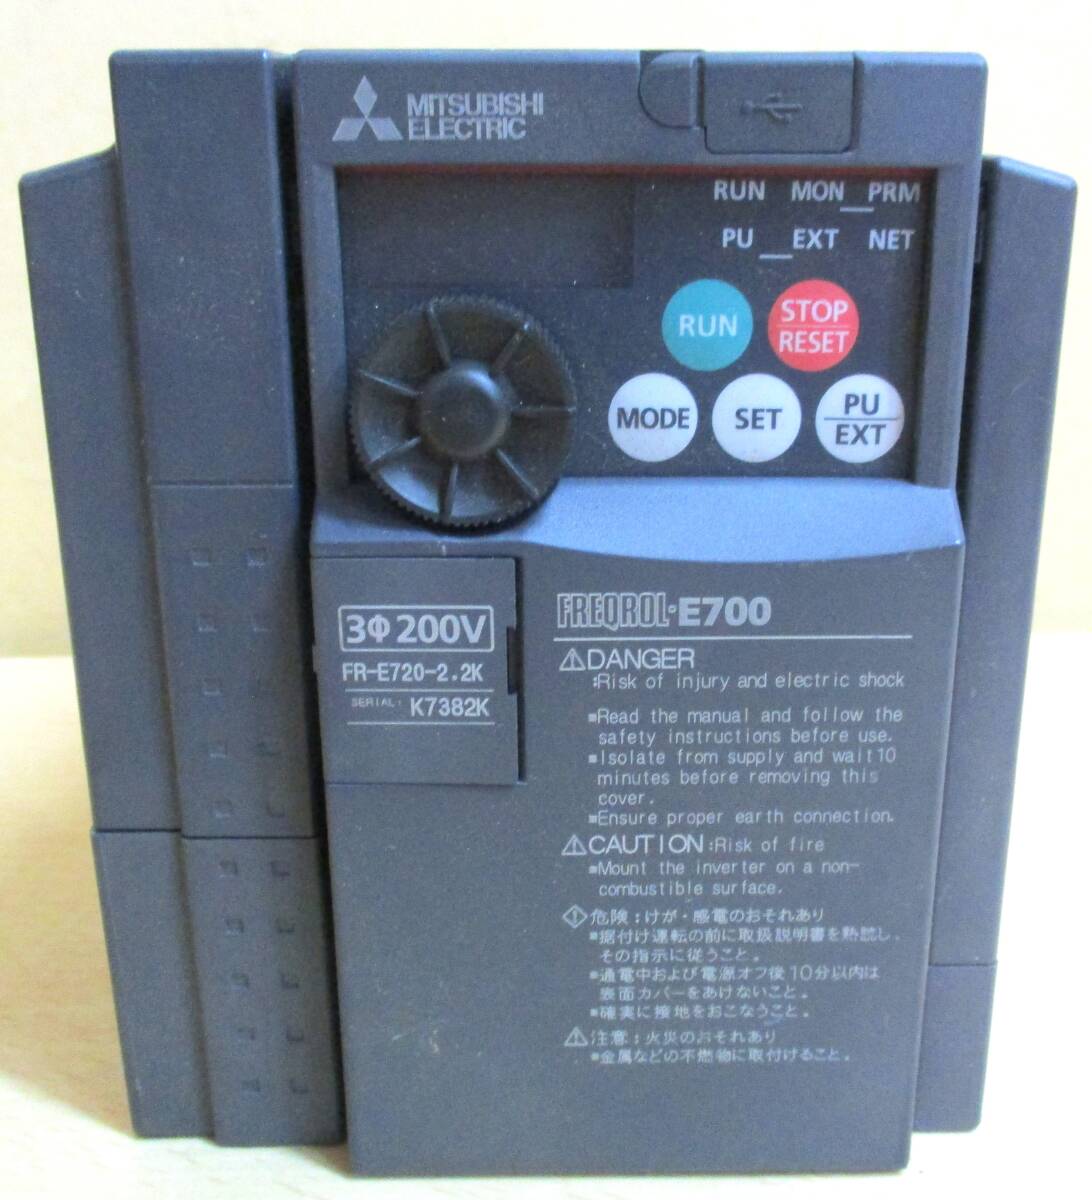 MITSUBISHI
ELECTRIC
RUN MON PRM
PU EXT NET
RUN
STOP
RESET
MODE
SET
PU
EXT
3Φ200V
FR-E720-2.2K
SERIAL: K7382K
FREQROL-E700
⚠DANGER
:Risk of injury and electric shock
■Read the manual and follow the
safety instructions before use.
■Isolate from supply and wait 10
minutes before removing this
cover.
■Ensure proper earth connection.
⚠CAUTION:Risk of fire
■Mount the inverter on a non-
combustible surface.
危険:けが・感電のおそれあり
■据付け運転の前に取扱説明書を熟読し、
その指示に従うこと。
■通電中および電源オフ後10分以内は
表面カバーをあけないこと。
■確実に接地をおこなうこと。
⚠注意:火災のおそれあり
■金属などの不燃物に取付けること。